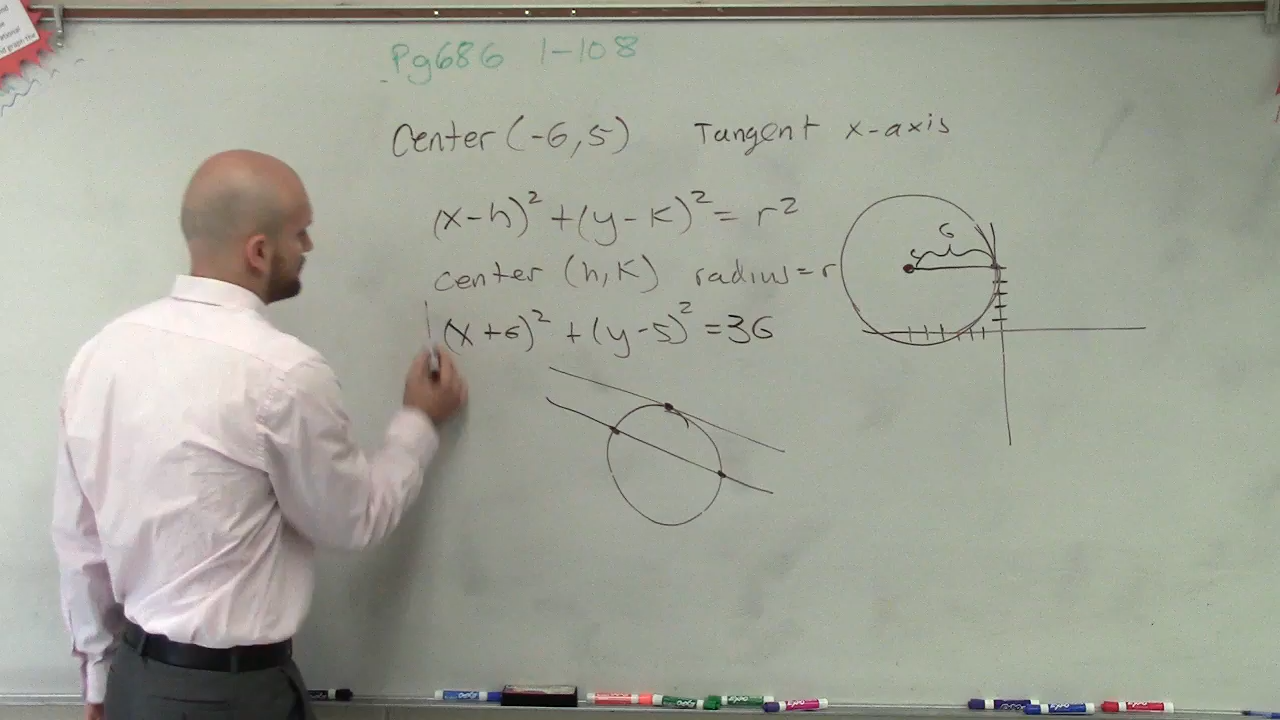 Pg686 1-108
Center (-6,5) Tangent x-axis
(x-h)² + (y-k)² = r²
center (h,k) radius = r
(x+6)² + (y-5)² = 36
6